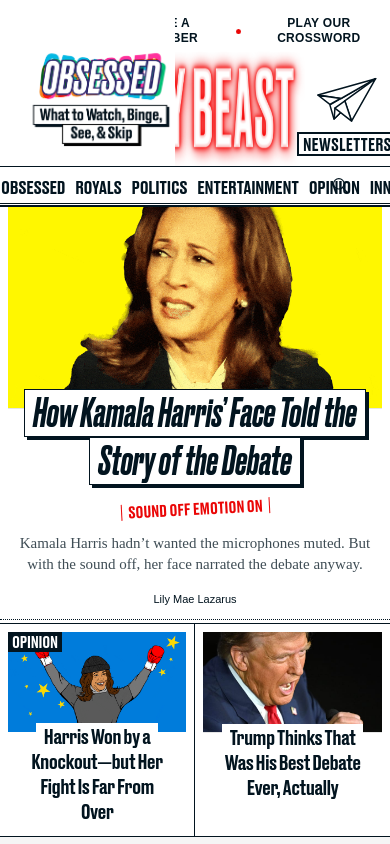 E A
BER
PLAY OUR
CROSSWORD
OBSESSED
What to Watch, Binge,
See, & Skip
Y BEAST
NEWSLETTERS
OBSESSED ROYALS POLITICS ENTERTAINMENT OPINION INN
How Kamala Harris’ Face Told the
Story of the Debate
SOUND OFF EMOTION ON
Kamala Harris hadn’t wanted the microphones muted. But
with the sound off, her face narrated the debate anyway.
Lily Mae Lazarus
OPINION
Harris Won by a
Knockout—but Her
Fight Is Far From
Over
Trump Thinks That
Was His Best Debate
Ever, Actually